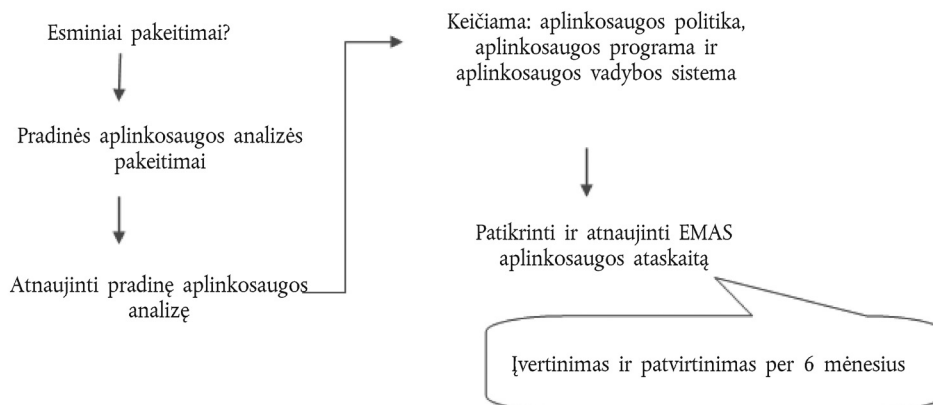 Esminiai pakeitimai?
Pradinės aplinkosaugos analizės
pakeitimai
Atnaujinti pradinę aplinkosaugos
analizę
Keičiama: aplinkosaugos politika,
aplinkosaugos programa ir
aplinkosaugos vadybos sistema
Patikrinti ir atnaujinti EMAS
aplinkosaugos ataskaitą
Įvertinimas ir patvirtinimas per 6 mėnesius